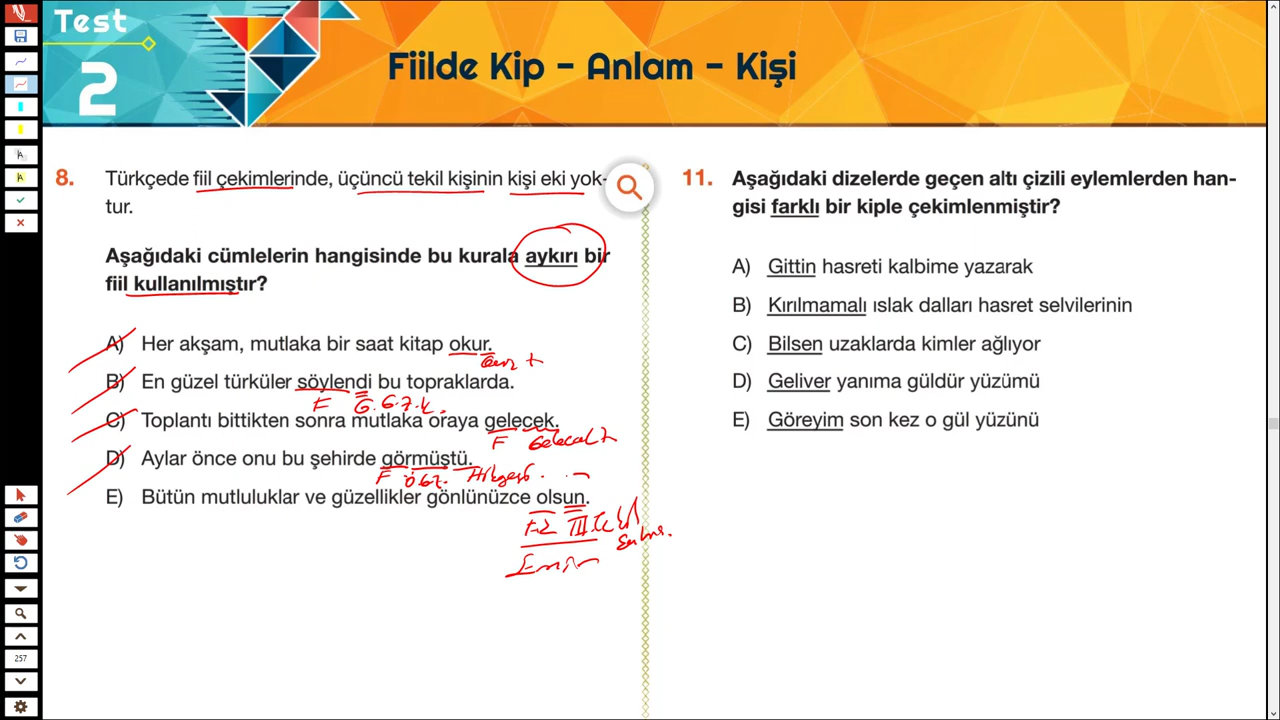 Test
2
Fiilde Kip - Anlam - Kişi
8. Türkçede fiil çekimlerinde, üçüncü tekil kişinin kişi eki yok-
tur.
Aşağıdaki cümlelerin hangisinde bu kurala aykırı bir
fiil kullanılmıştır?
A) Her akşam, mutlaka bir saat kitap okur.
B) En güzel türküler söylendi bu topraklarda.
F
C) Toplantı bittikten sonra mutlaka oraya gelecek.
F
D) Aylar önce onu bu şehirde görmüştü.
F
E) Bütün mutluluklar ve güzellikler gönlünüzce olsun.
Emir
11. Aşağıdaki dizelerde geçen altı çizili eylemlerden han-
gisi farklı bir kiple çekimlenmiştir?
A) Gittin hasreti kalbime yazarak
B) Kırılmamalı ıslak dalları hasret selvilerinin
C) Bilsen uzaklarda kimler ağlıyor
D) Geliver yanıma güldür yüzümü
E) Göreyim son kez o gül yüzünü
257